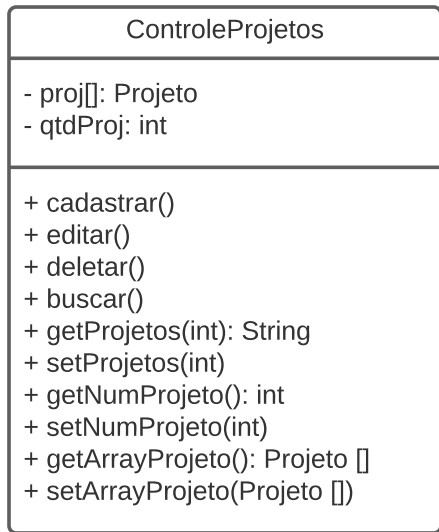 ControleProjetos
- proj[]: Projeto
- qtdProj: int
+ cadastrar()
+ editar()
+ deletar()
+ buscar()
+ getProjetos(int): String
+ setProjetos(int)
+ getNumProjeto(): int
+ setNumProjeto(int)
+ getArrayProjeto(): Projeto []
+ setArrayProjeto(Projeto [])